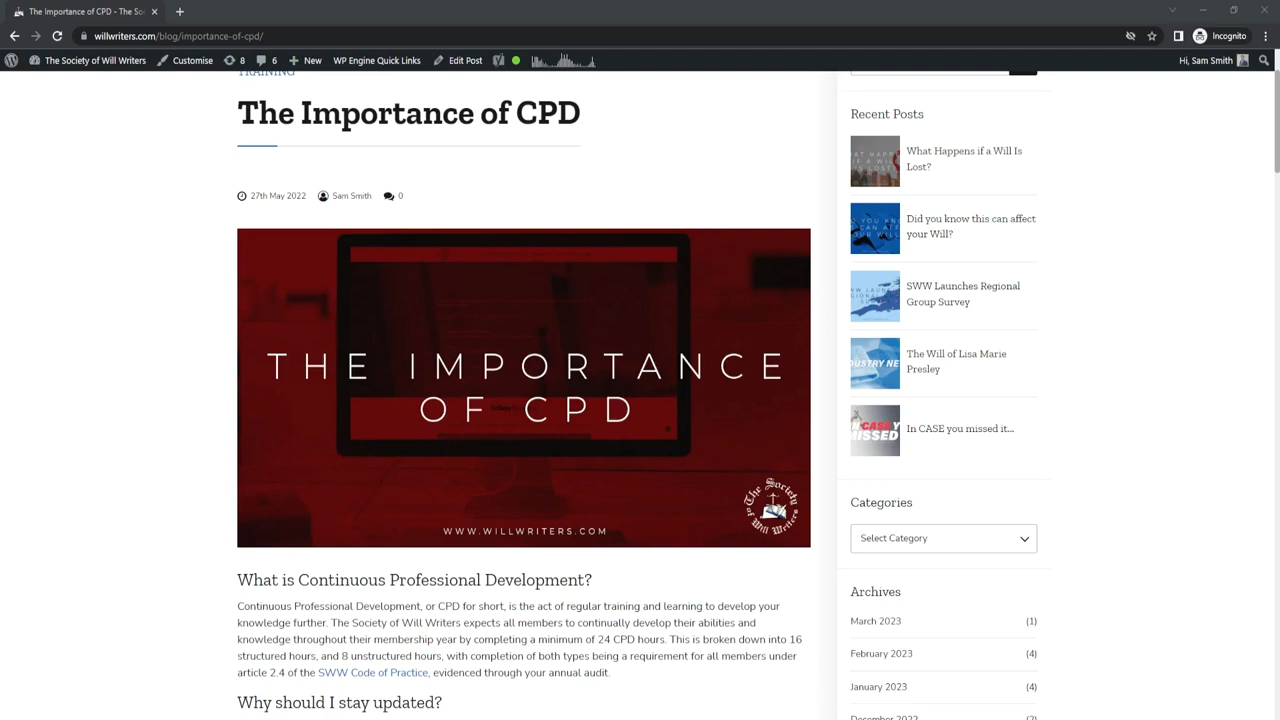 The Importance of CPD - The So
willwriters.com/blog/importance-of-cpd/
Incognito
The Society of Will Writers
Customise
8
6
New
WP Engine Quick Links
Edit Post
Hi, Sam Smith
TRAINING
The Importance of CPD
27th May 2022
Sam Smith
0
THE IMPORTANCE
OF CPD
The Society
of Will Writers
WWW.WILLWRITERS.COM
What is Continuous Professional Development?
Continuous Professional Development, or CPD for short, is the act of regular training and learning to develop your
knowledge further. The Society of Will Writers expects all members to continually develop their abilities and
knowledge throughout their membership year by completing a minimum of 24 CPD hours. This is broken down into 16
structured hours, and 8 unstructured hours, with completion of both types being a requirement for all members under
article 2.4 of the SWW Code of Practice, evidenced through your annual audit.
Why should I stay updated?
Recent Posts
What Happens if a Will Is
Lost?
Did you know this can affect
your Will?
SWW Launches Regional
Group Survey
The Will of Lisa Marie
Presley
In CASE you missed it...
Categories
Select Category
Archives
March 2023 (1)
February 2023 (4)
January 2023 (4)
December 2022 (2)